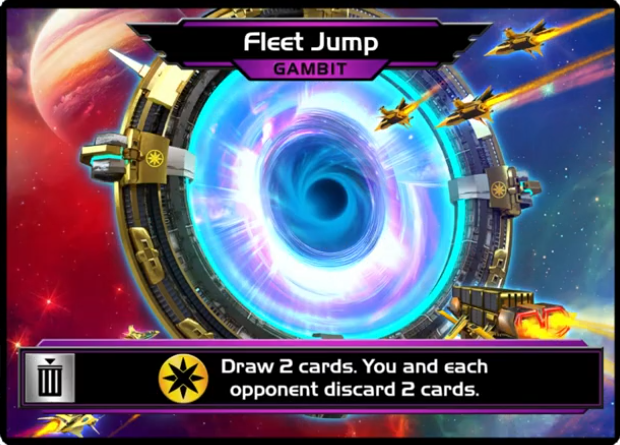 Fleet Jump
GAMBIT
Draw 2 cards. You and each
opponent discard 2 cards.